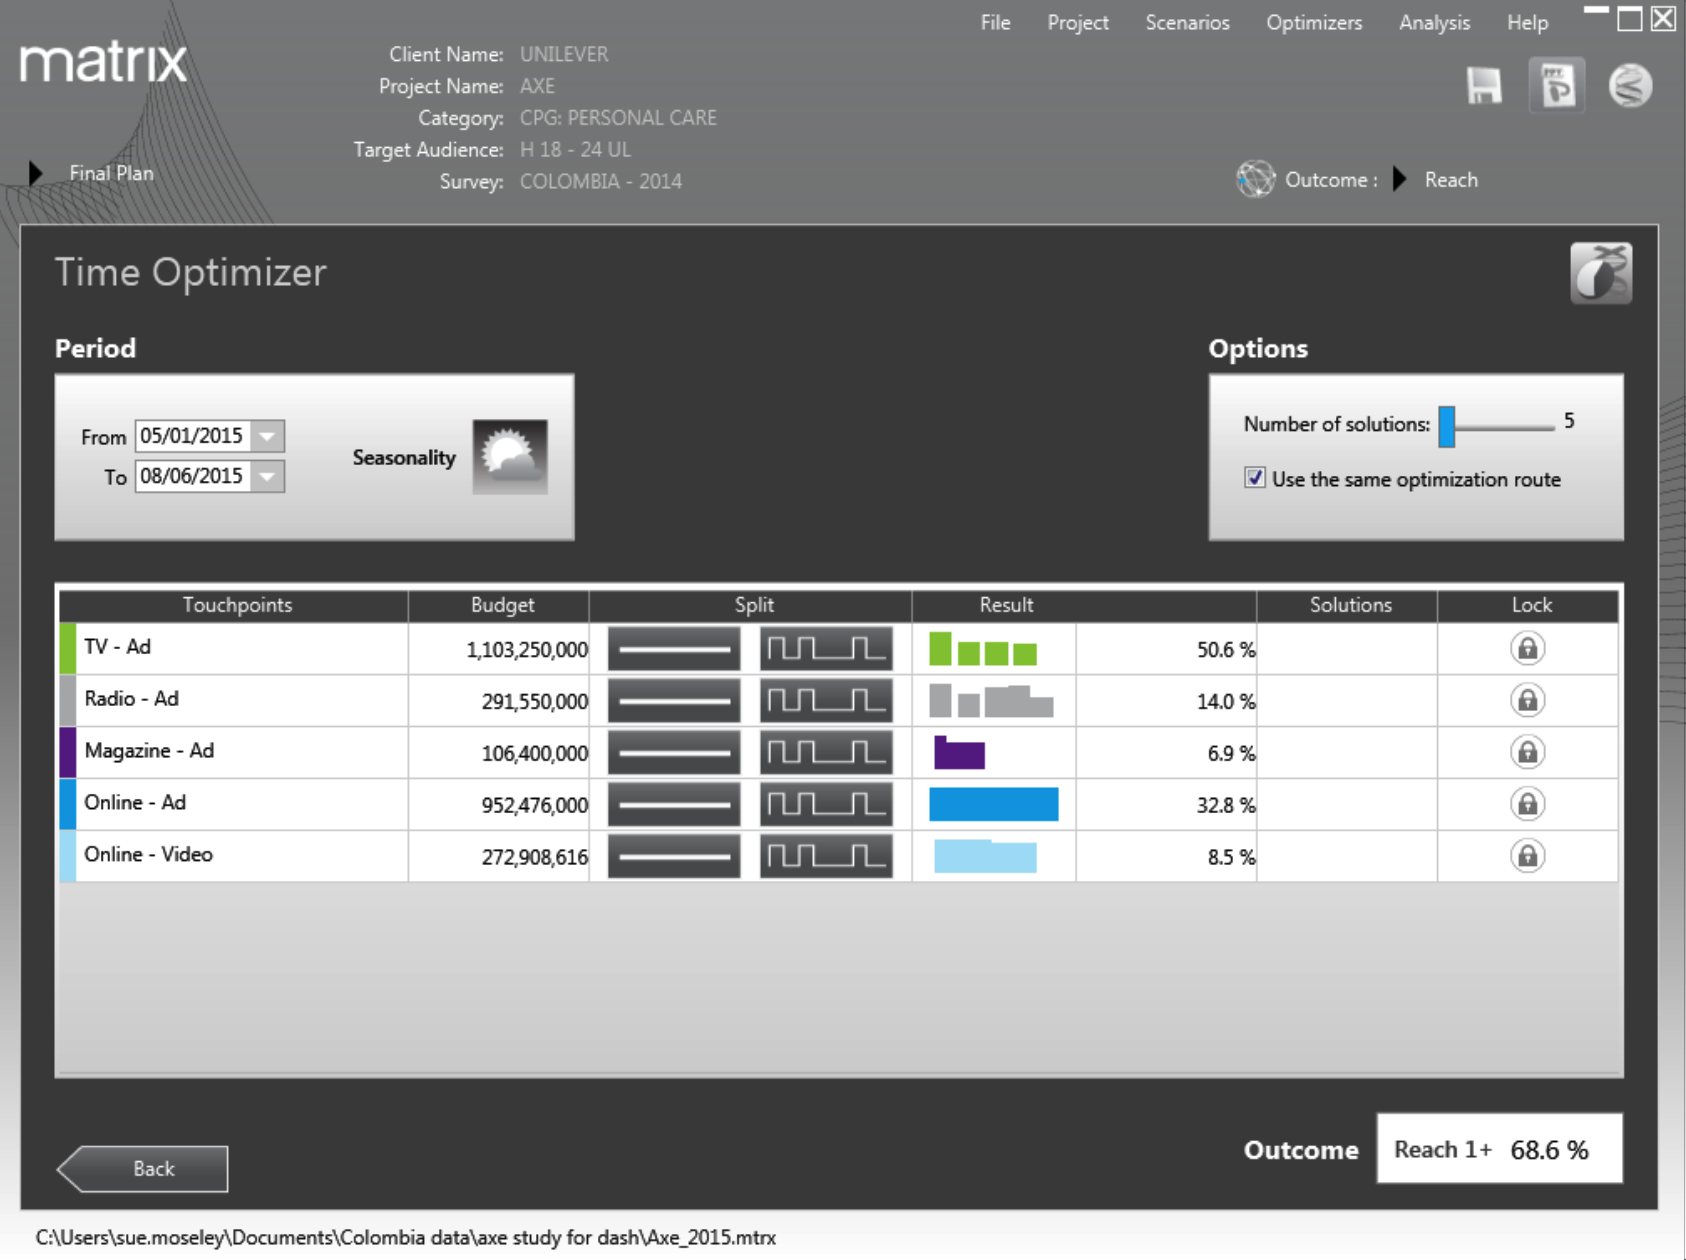 File Project Scenarios Optimizers Analysis Help
matrix
Client Name: UNILEVER
Project Name: AXE
Category: CPG: PERSONAL CARE
Target Audience: H 18 - 24 UL
Survey: COLOMBIA - 2014
Final Plan
Outcome : Reach
Time Optimizer
Period
Options
From 05/01/2015
To 08/06/2015
Seasonality
Number of solutions: 5
Use the same optimization route
Touchpoints Budget Split Result Solutions Lock
TV - Ad 1,103,250,000 50.6 %
Radio - Ad 291,550,000 14.0 %
Magazine - Ad 106,400,000 6.9 %
Online - Ad 952,476,000 32.8 %
Online - Video 272,908,616 8.5 %
Outcome Reach 1+ 68.6 %
Back
C:\Users\sue.moseley\Documents\Colombia data\axe study for dash\Axe_2015.mtrx